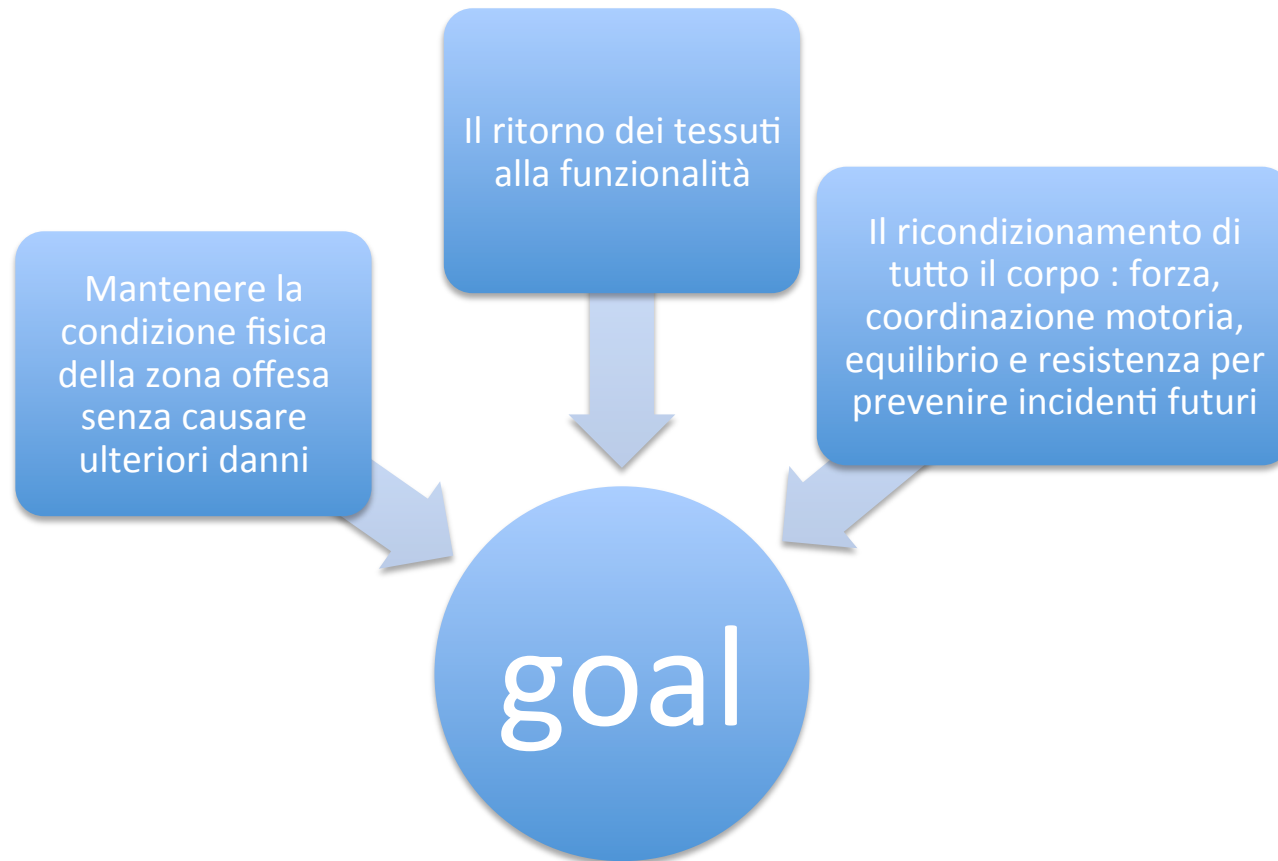 Mantenere la
condizione fisica
della zona offesa
senza causare
ulteriori danni
Il ritorno dei tessuti
alla funzionalità
Il ricondizionamento di
tutto il corpo : forza,
coordinazione motoria,
equilibrio e resistenza per
prevenire incidenti futuri
goal